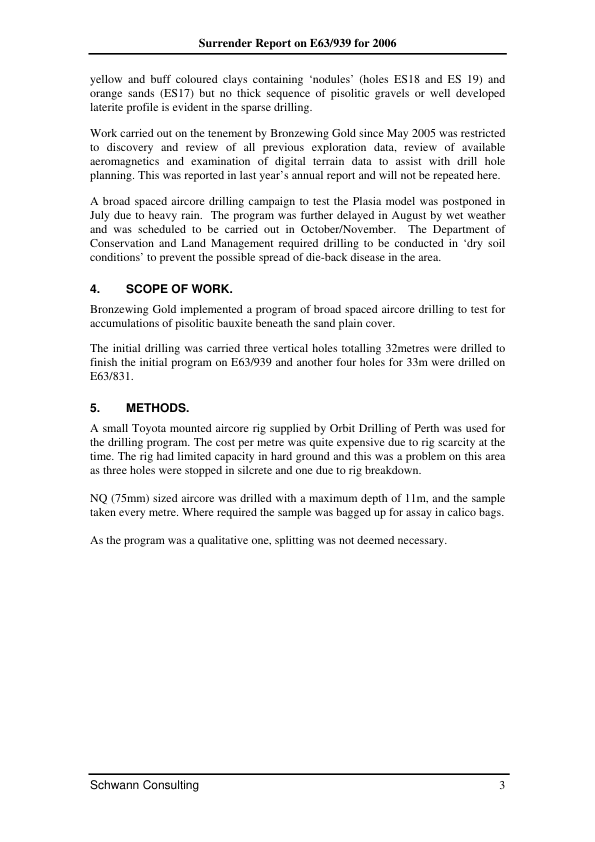 Surrender Report on E63/939 for 2006
yellow and buff coloured clays containing ‘nodules’ (holes ES18 and ES 19) and
orange sands (ES17) but no thick sequence of pisolitic gravels or well developed
laterite profile is evident in the sparse drilling.
Work carried out on the tenement by Bronzewing Gold since May 2005 was restricted
to discovery and review of all previous exploration data, review of available
aeromagnetics and examination of digital terrain data to assist with drill hole
planning. This was reported in last year’s annual report and will not be repeated here.
A broad spaced aircore drilling campaign to test the Plasia model was postponed in
July due to heavy rain.  The program was further delayed in August by wet weather
and was scheduled to be carried out in October/November.  The Department of
Conservation and Land Management required drilling to be conducted in ‘dry soil
conditions’ to prevent the possible spread of die-back disease in the area.
4. SCOPE OF WORK.
Bronzewing Gold implemented a program of broad spaced aircore drilling to test for
accumulations of pisolitic bauxite beneath the sand plain cover.
The initial drilling was carried three vertical holes totalling 32metres were drilled to
finish the initial program on E63/939 and another four holes for 33m were drilled on
E63/831.
5. METHODS.
A small Toyota mounted aircore rig supplied by Orbit Drilling of Perth was used for
the drilling program. The cost per metre was quite expensive due to rig scarcity at the
time. The rig had limited capacity in hard ground and this was a problem on this area
as three holes were stopped in silcrete and one due to rig breakdown.
NQ (75mm) sized aircore was drilled with a maximum depth of 11m, and the sample
taken every metre. Where required the sample was bagged up for assay in calico bags.
As the program was a qualitative one, splitting was not deemed necessary.
Schwann Consulting 3